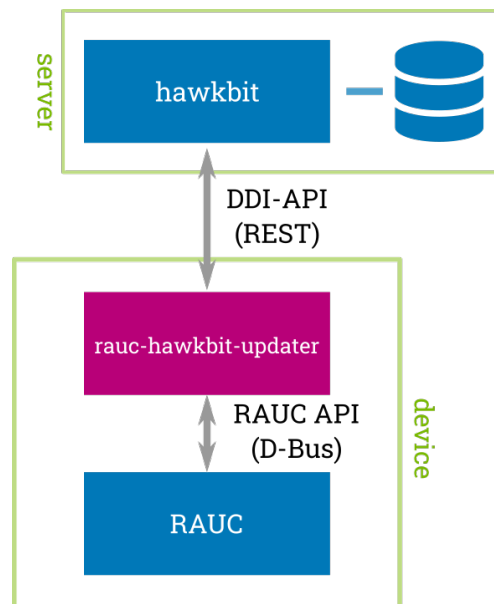 server
hawkbit
DDI-API
(REST)
rauc-hawkbit-updater
device
RAUC API
(D-Bus)
RAUC